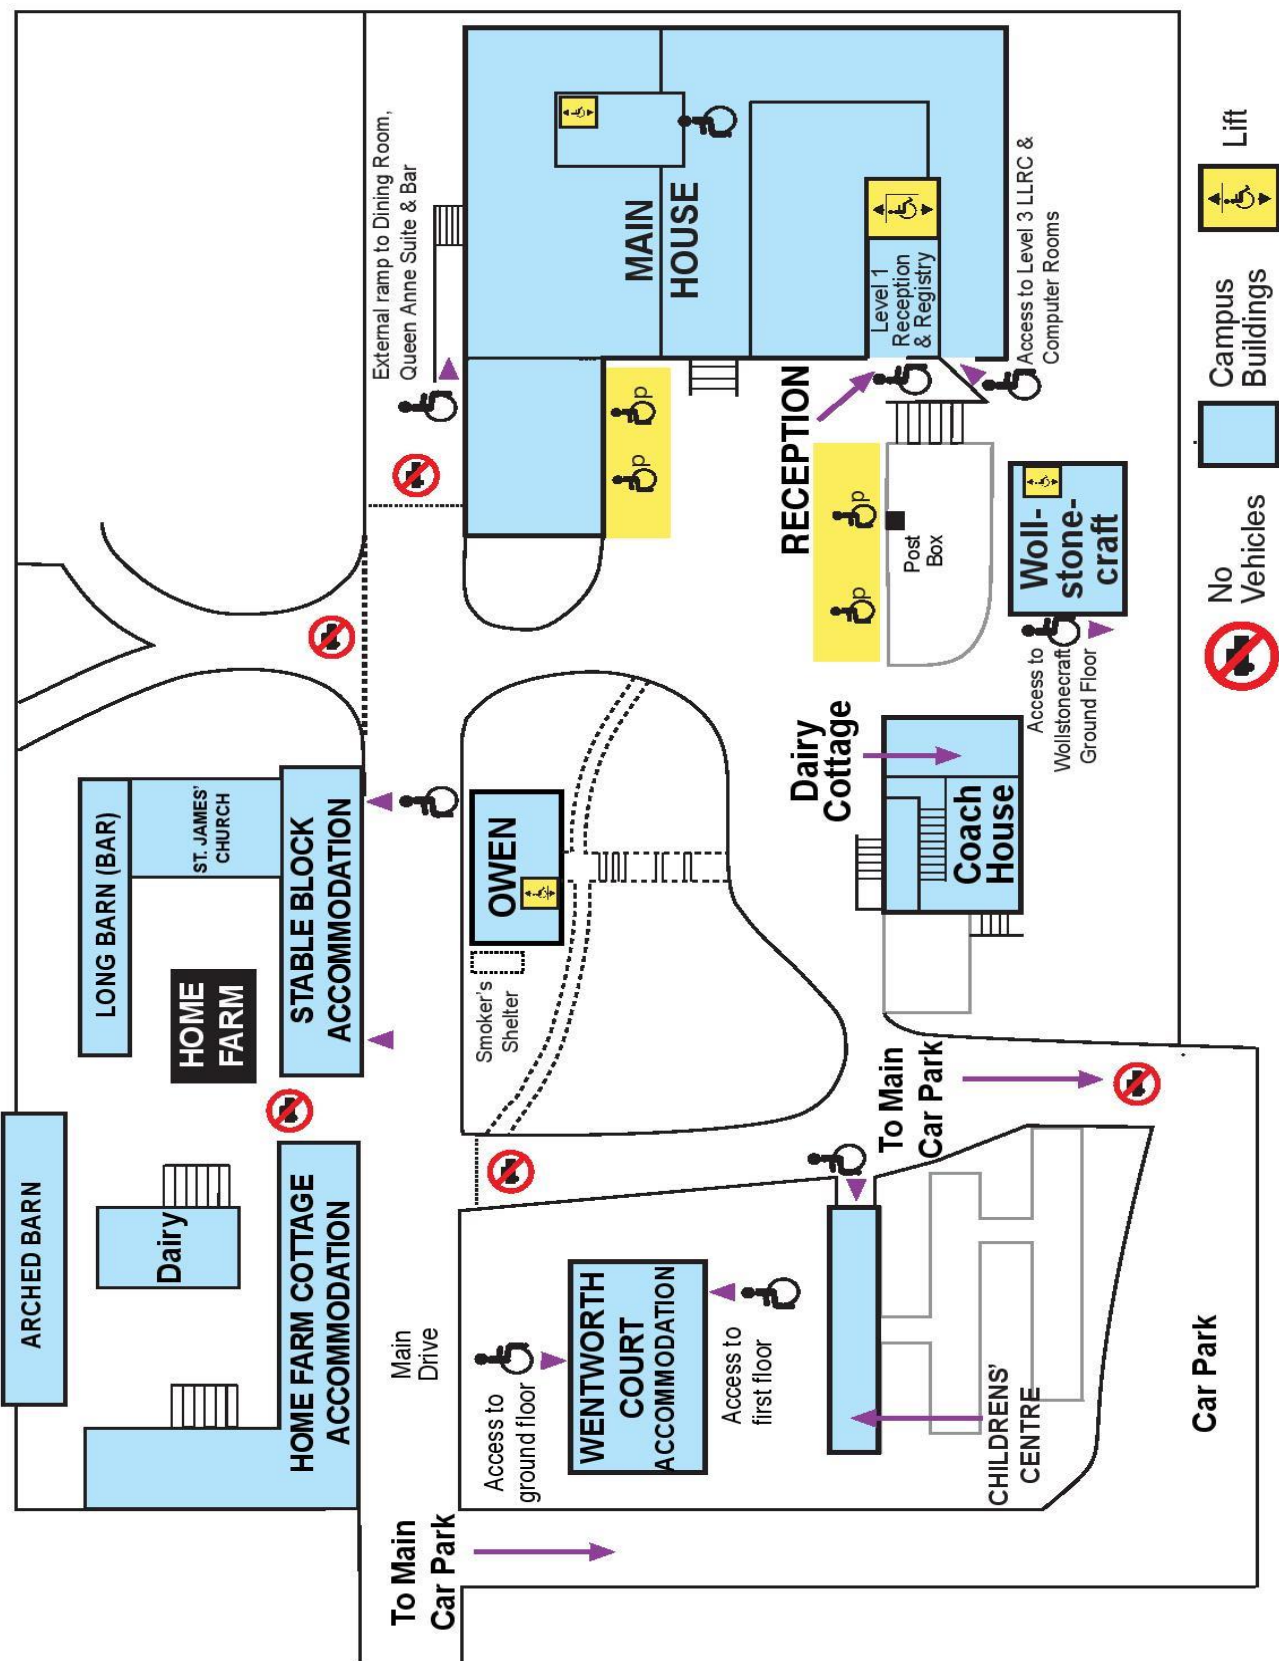 ARCHED BARN
Dairy
HOME FARM COTTAGE
ACCOMMODATION
LONG BARN (BAR)
ST. JAMES'
CHURCH
HOME
FARM
STABLE BLOCK
ACCOMMODATION
External ramp to Dining Room,
Queen Anne Suite & Bar
MAIN
HOUSE
Level 1
Reception
& Registry
Access to Level 3 LLRC &
Computer Rooms
RECEPTION
p
p
p
p
Post
Box
Woll-
stone-
craft
Access to
Wollstonecraft
Ground Floor
Dairy
Cottage
Coach
House
OWEN
Smoker's
Shelter
To Main
Car Park
Main
Drive
Access to
ground floor
WENTWORTH
COURT
ACCOMMODATION
Access to
first floor
CHILDRENS'
CENTRE
To Main
Car Park
Car Park
No
Vehicles
Campus
Buildings
Lift